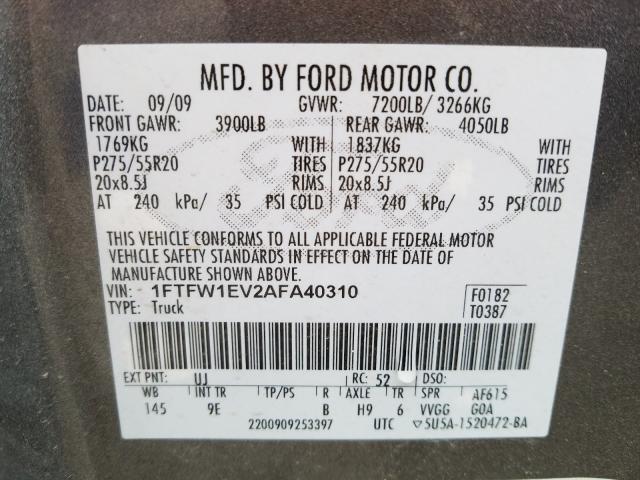 MFD. BY FORD MOTOR CO.
DATE: 09/09 GVWR: 7200LB/ 3266KG
FRONT GAWR: 3900LB REAR GAWR: 4050LB
1769KG WITH 1837KG WITH
P275/55R20 TIRES P275/55R20 TIRES
20x8.5J RIMS 20x8.5J RIMS
AT 240 kPa/ 35 PSI COLD AT 240 kPa/ 35 PSI COLD
THIS VEHICLE CONFORMS TO ALL APPLICABLE FEDERAL MOTOR
VEHICLE SAFETY STANDARDS IN EFFECT ON THE DATE OF
MANUFACTURE SHOWN ABOVE.
VIN: 1FTFW1EV2AFA40310 F0182
TYPE: Truck T0387
EXT PNT: UJ RC: 52 DSO:
WB INT TR TP/PS R AXLE TR SPR AF615
145 9E B H9 6 VVGG GOA
2200909253397 UTC ▽5U5A-1520472-BA
Ford